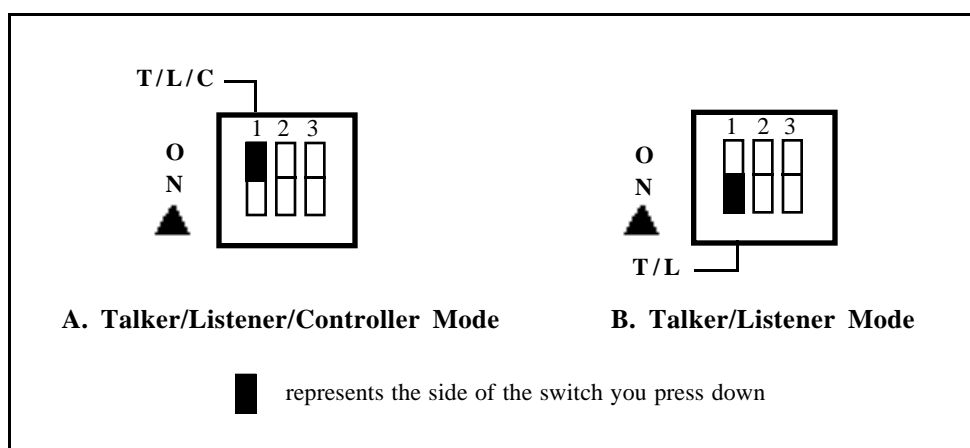 T/L/C
1 2 3
O
N
A. Talker/Listener/Controller Mode
1 2 3
O
N
T/L
B. Talker/Listener Mode
represents the side of the switch you press down